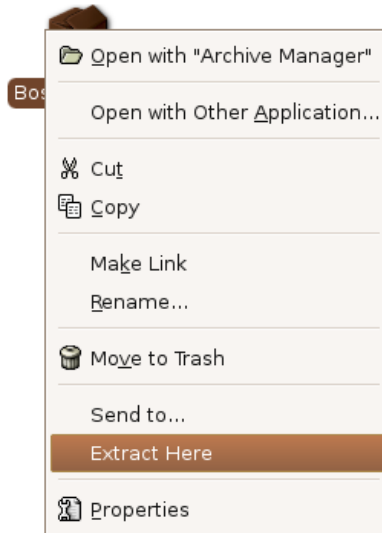 Open with "Archive Manager"
Open with Other Application...
Cut
Copy
Make Link
Rename...
Move to Trash
Send to...
Extract Here
Properties